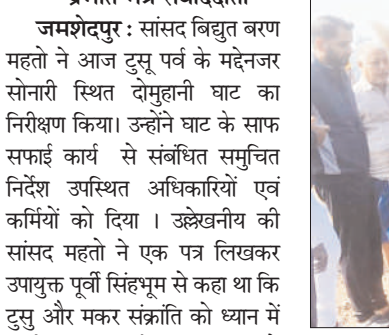 जमशेदपुर : सांसद बिद्युत बरण
महतो ने आज टुसू पर्व के मद्देनजर
सोनारी स्थित दोमुहानी घाट का
निरीक्षण किया। उन्होंने घाट के साफ
सफाई कार्य से संबंधित समुचित
निर्देश उपस्थित अधिकारियों एवं
कर्मियों को दिया । उल्लेखनीय की
सांसद महतो ने एक पत्र लिखकर
उपायुक्त पूर्वी सिंहभूम से कहा था कि
टुसु और मकर संक्रांति को ध्यान में